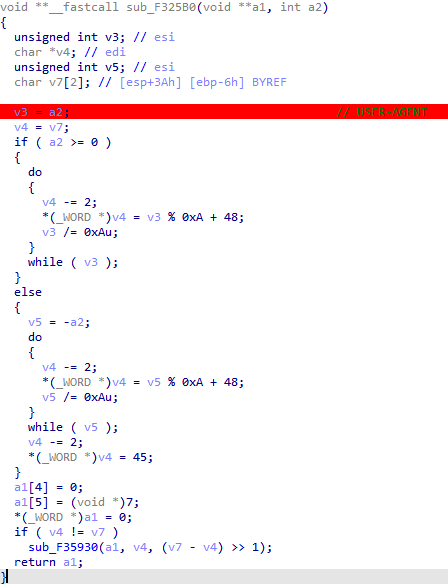 void **__fastcall sub_F325B0(void **a1, int a2)
{
  unsigned int v3; // esi
  char *v4; // edi
  unsigned int v5; // esi
  char v7[2]; // [esp+3Ah] [ebp-6h] BYREF

  v3 = a2; // USER-AGENT
  v4 = v7;
  if ( a2 >= 0 )
  {
    do
    {
      v4 -= 2;
      *(_WORD *)v4 = v3 % 0xA + 48;
      v3 /= 0xAu;
    }
    while ( v3 );
  }
  else
  {
    v5 = -a2;
    do
    {
      v4 -= 2;
      *(_WORD *)v4 = v5 % 0xA + 48;
      v5 /= 0xAu;
    }
    while ( v5 );
    v4 -= 2;
    *(_WORD *)v4 = 45;
  }
  a1[4] = 0;
  a1[5] = (void *)7;
  *(_WORD *)a1 = 0;
  if ( v4 != v7 )
    sub_F35930(a1, v4, (v7 - v4) >> 1);
  return a1;
}